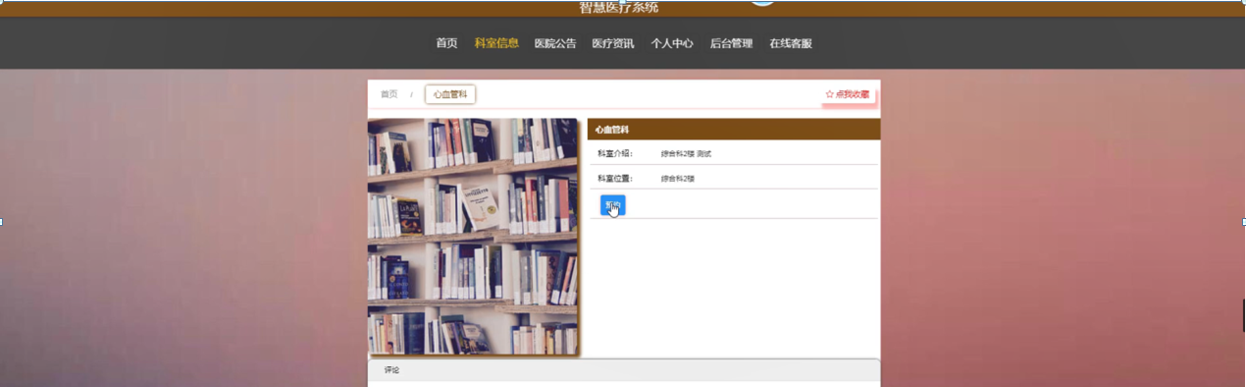 智慧医疗系统
首页 科室信息 医院公告 医疗资讯 个人中心 后台管理 在线客服
首页 / 心血管科 ☆ 点我收藏
心血管科
科室介绍： 综合科2楼 测试
科室位置： 综合科2楼
评论